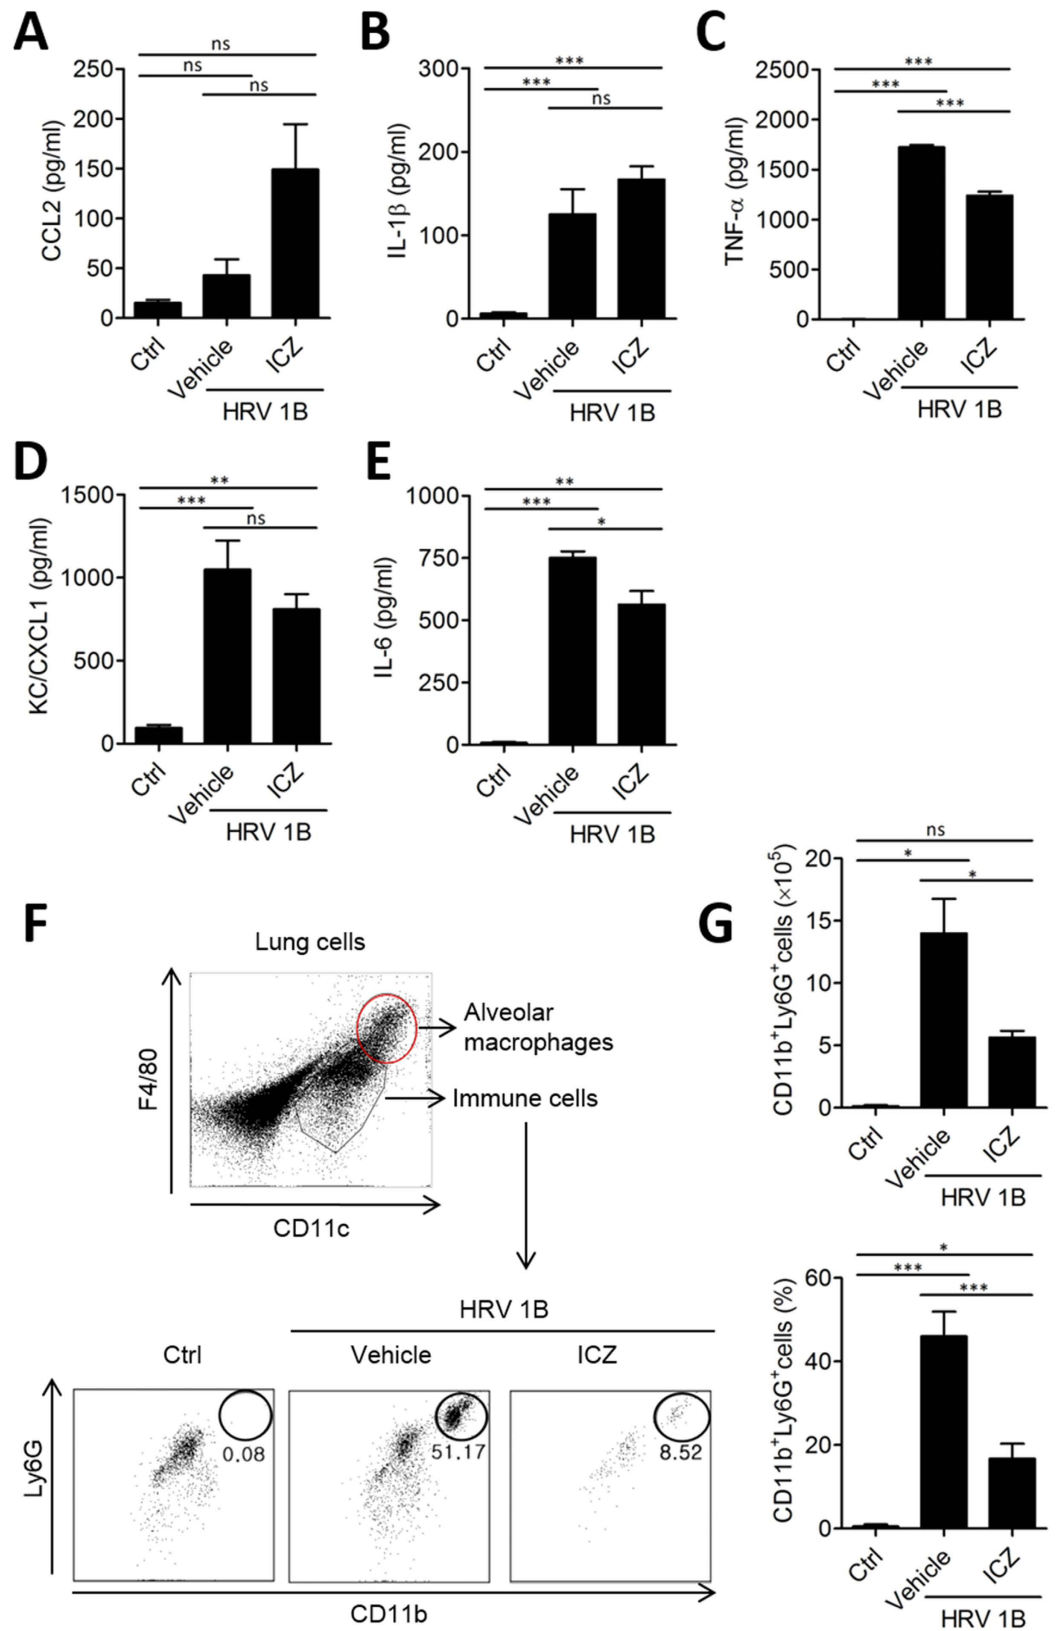 A
ns
ns
ns
CCL2 (pg/ml)
250
200
150
100
50
0
Ctrl
Vehicle
ICZ
HRV 1B
B
***
***
ns
IL-1β (pg/ml)
300
200
100
0
Ctrl
Vehicle
ICZ
HRV 1B
C
***
***
***
TNF-α (pg/ml)
2500
2000
1500
1000
500
0
Ctrl
Vehicle
ICZ
HRV 1B
D
**
***
ns
KC/CXCL1 (pg/ml)
1500
1000
500
0
Ctrl
Vehicle
ICZ
HRV 1B
E
**
***
*
IL-6 (pg/ml)
1000
750
500
250
0
Ctrl
Vehicle
ICZ
HRV 1B
F
Lung cells
F4/80
CD11c
Alveolar
macrophages
Immune cells
HRV 1B
Ctrl
Vehicle
ICZ
Ly6G
0.08
51.17
8.52
CD11b
G
ns
*
*
CD11b⁺Ly6G⁺cells (×10⁵)
20
15
10
5
0
Ctrl
Vehicle
ICZ
HRV 1B
*
***
***
CD11b⁺Ly6G⁺cells (%)
60
40
20
0
Ctrl
Vehicle
ICZ
HRV 1B